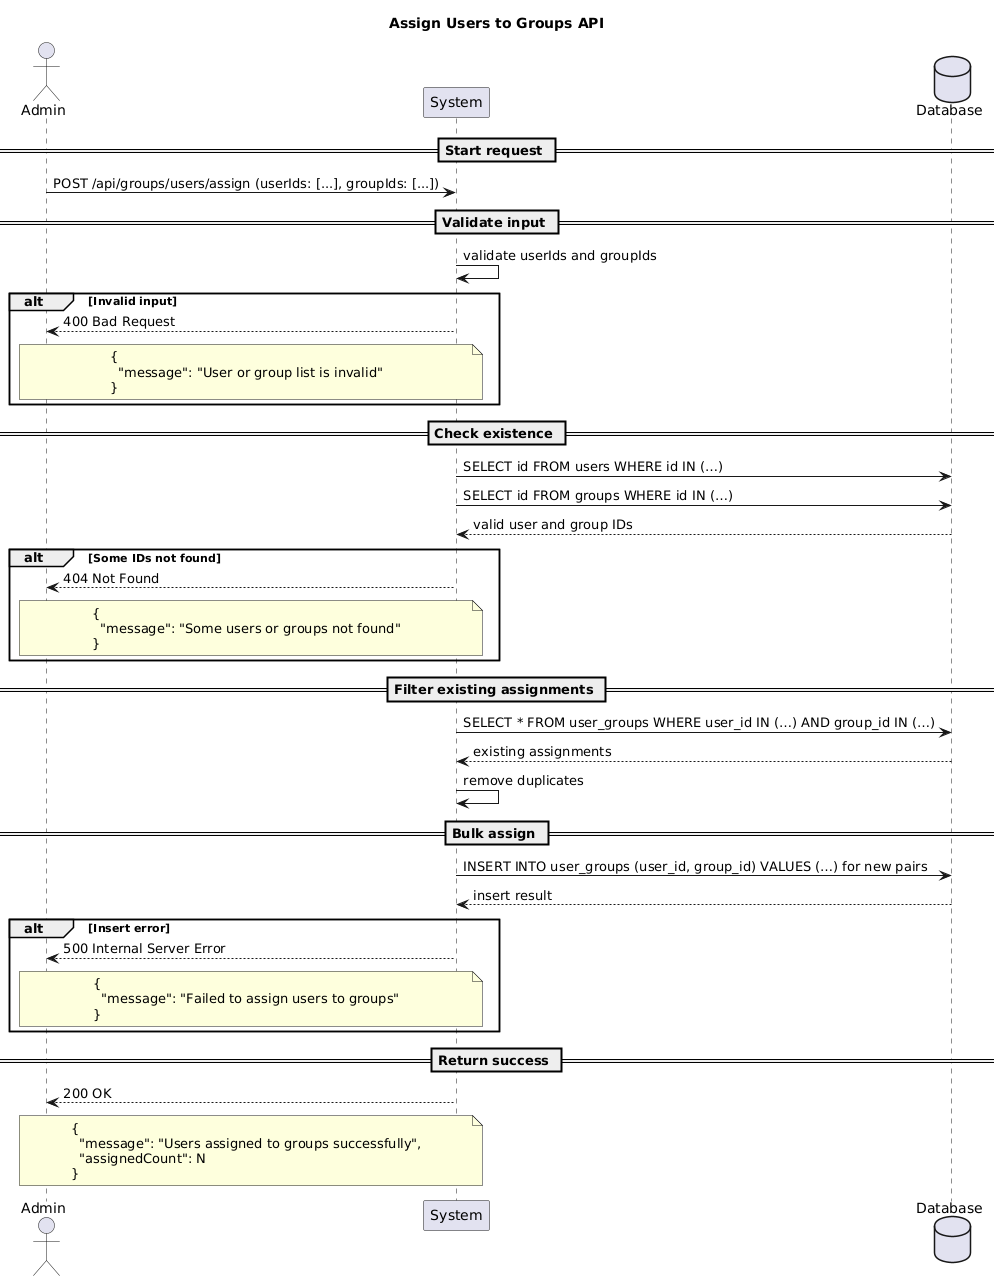 Assign Users to Groups API
Admin
System
Database
Start request
POST /api/groups/users/assign (userIds: [...], groupIds: [...])
Validate input
validate userIds and groupIds
alt [Invalid input]
400 Bad Request
{
"message": "User or group list is invalid"
}
Check existence
SELECT id FROM users WHERE id IN (...)
SELECT id FROM groups WHERE id IN (...)
valid user and group IDs
alt [Some IDs not found]
404 Not Found
{
"message": "Some users or groups not found"
}
Filter existing assignments
SELECT * FROM user_groups WHERE user_id IN (...) AND group_id IN (...)
existing assignments
remove duplicates
Bulk assign
INSERT INTO user_groups (user_id, group_id) VALUES (...) for new pairs
insert result
alt [Insert error]
500 Internal Server Error
{
"message": "Failed to assign users to groups"
}
Return success
200 OK
{
"message": "Users assigned to groups successfully",
"assignedCount": N
}
Admin
System
Database